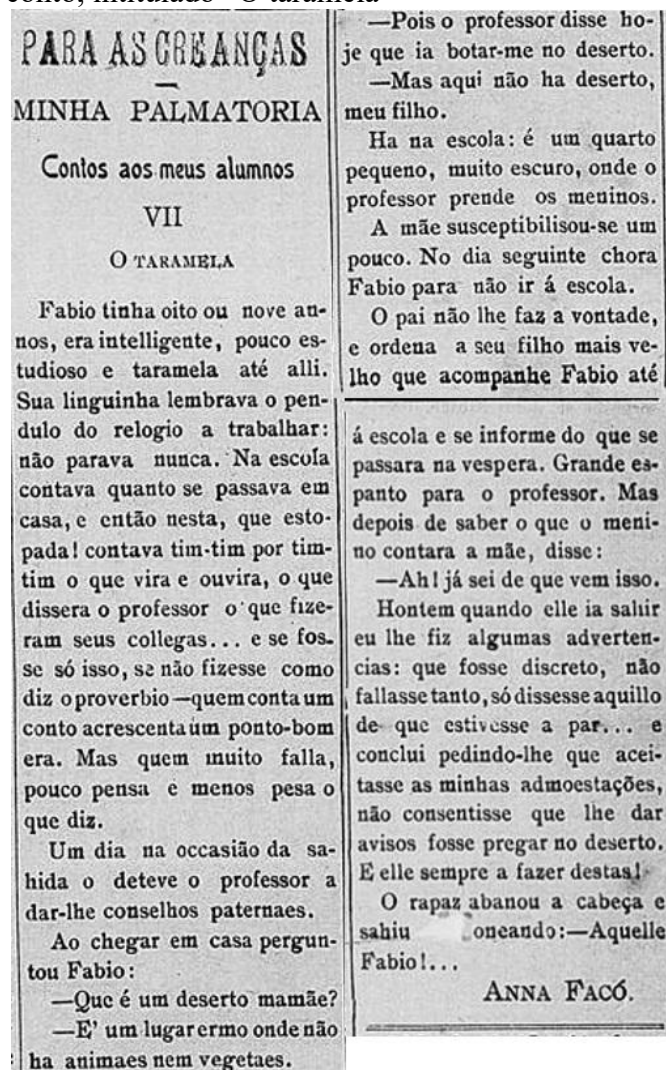 conto, intitulado "O taramela"
PARA AS CREANÇAS
MINHA PALMATORIA
Contos aos meus alumnos
VII
O TARAMELA
Fabio tinha oito ou nove an-
nos, era intelligente, pouco es-
tudioso e taramela até alli.
Sua linguinha lembrava o pen-
dulo do relogio a trabalhar:
não parava nunca. Na escola
contava quanto se passava em
casa, e então nesta, que esto-
pada! contava tim-tim por tim-
tim o que vira e ouvira, o que
dissera o professor o que fize-
ram seus collegas... e se fos-
se só isso, se não fizesse como
diz o proverbio—quem conta um
conto acrescenta um ponto-bom
era. Mas quem muito falla,
pouco pensa e menos pesa o
que diz.
Um dia na occasião da sa-
hida o deteve o professor a
dar-lhe conselhos paternaes.
Ao chegar em casa pergun-
tou Fabio:
—Que é um deserto mamãe?
—E' um lugar ermo onde não
ha animaes nem vegetaes.
—Pois o professor disse ho-
je que ia botar-me no deserto.
—Mas aqui não ha deserto,
meu filho.
Ha na escola: é um quarto
pequeno, muito escuro, onde o
professor prende os meninos.
A mãe susceptibilisou-se um
pouco. No dia seguinte chora
Fabio para não ir á escola.
O pai não lhe faz a vontade,
e ordena a seu filho mais ve-
lho que acompanhe Fabio até
á escola e se informe do que se
passara na vespera. Grande es-
panto para o professor. Mas
depois de saber o que o meni-
no contara a mãe, disse:
—Ah! já sei de que vem isso.
Hontem quando elle ia sahir
eu lhe fiz algumas adverten-
cias: que fosse discreto, não
fallasse tanto, só dissesse aquillo
de que estivesse a par... e
conclui pedindo-lhe que acei-
tasse as minhas admoestações,
não consentisse que lhe dar
avisos fosse pregar no deserto.
E elle sempre a fazer destas!
O rapaz abanou a cabeça e
sahiu oneando:—Aquelle
Fabio!...
ANNA FACÓ.